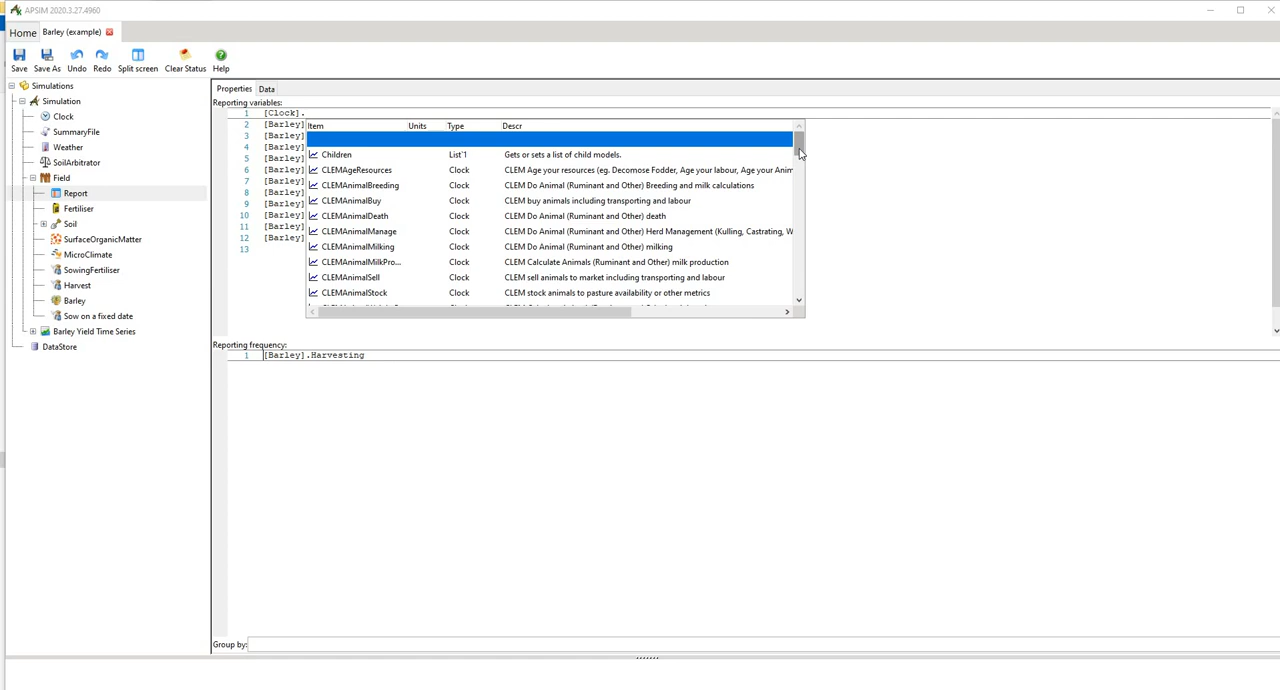 APSIM 2020.3.27.4960
Home Barley (example)
Save Save As Undo Redo Split screen Clear Status Help
Simulations
Simulation
Clock
SummaryFile
Weather
SoilArbitrator
Field
Report
Fertiliser
Soil
SurfaceOrganicMatter
MicroClimate
SowingFertiliser
Harvest
Barley
Sow on a fixed date
Barley Yield Time Series
DataStore
Properties Data
Reporting variables:
1 [Clock].
2 [Barley]
3 [Barley]
4 [Barley]
5 [Barley]
6 [Barley]
7 [Barley]
8 [Barley]
9 [Barley]
10 [Barley]
11 [Barley]
12 [Barley]
13
Item Units Type Descr
Children List`1 Gets or sets a list of child models.
CLEMAgeResources Clock CLEM Age your resources (eg. Decomose Fodder, Age your labour, Age your Anim
CLEMAnimalBreeding Clock CLEM Do Animal (Ruminant and Other) Breeding and milk calculations
CLEMAnimalBuy Clock CLEM buy animals including transporting and labour
CLEMAnimalDeath Clock CLEM Do Animal (Ruminant and Other) death
CLEMAnimalManage Clock CLEM Do Animal (Ruminant and Other) Herd Management (Kulling, Castrating, W
CLEMAnimalMilking Clock CLEM Do Animal (Ruminant and Other) milking
CLEMAnimalMilkPro... Clock CLEM Calculate Animals (Ruminant and Other) milk production
CLEMAnimalSell Clock CLEM sell animals to market including transporting and labour
CLEMAnimalStock Clock CLEM stock animals to pasture availability or other metrics
Reporting frequency:
1 [Barley].Harvesting
Group by: